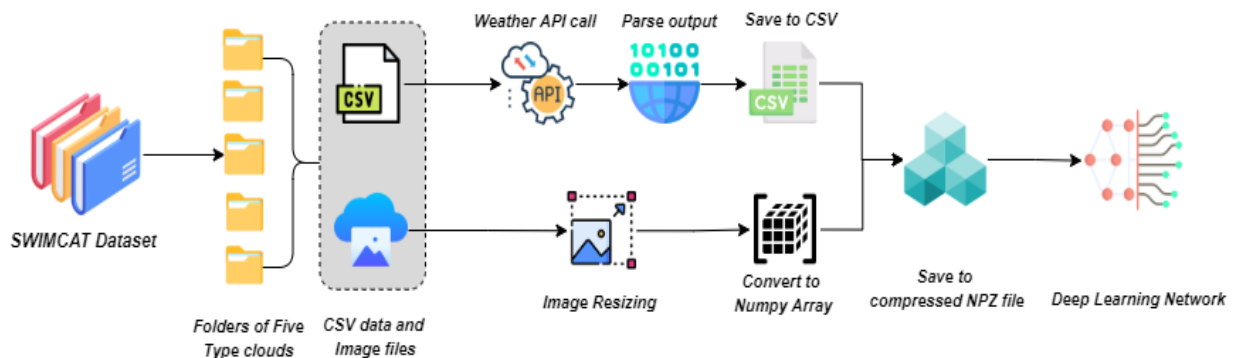 Weather API call
Parse output
Save to CSV
10100
00101
CSV
API
CSV
SWIMCAT Dataset
Image Resizing
Convert to
Numpy Array
Save to
compressed NPZ file
Deep Learning Network
Folders of Five
Type clouds
CSV data and
Image files